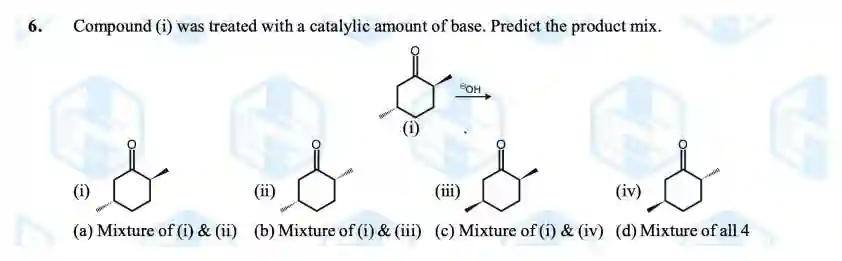 6. Compound (i) was treated with a catalylic amount of base. Predict the product mix.
O
⊖OH
(i)
O O O O
(i) (ii) (iii) (iv)
(a) Mixture of (i) & (ii) (b) Mixture of (i) & (iii) (c) Mixture of (i) & (iv) (d) Mixture of all 4